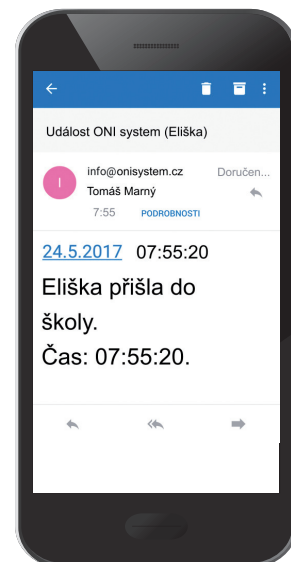 Událost ONI system (Eliška)
I
info@onisystem.cz Doručen...
Tomáš Marný
7:55 PODROBNOSTI
24.5.2017 07:55:20
Eliška přišla do
školy.
Čas: 07:55:20.